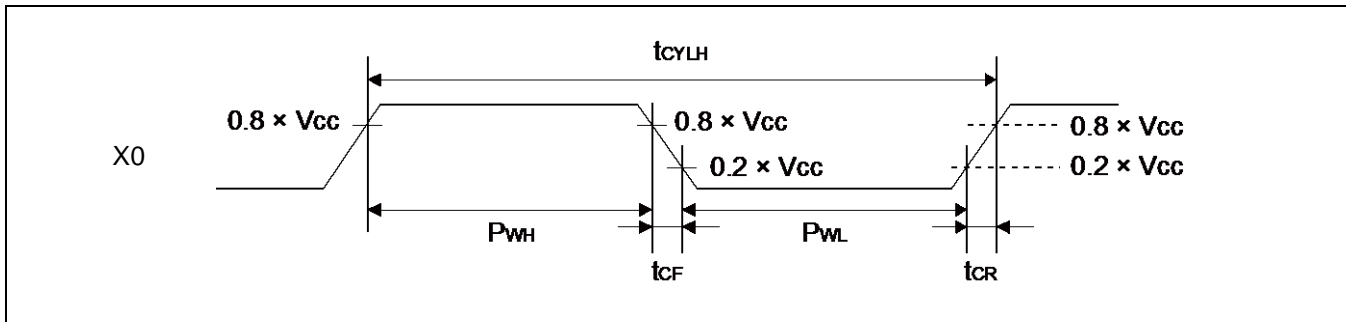 tCYLH
0.8 × VCC
0.8 × VCC
0.8 × VCC
X0
0.2 × VCC
0.2 × VCC
PWH
PWL
tCF
tCR